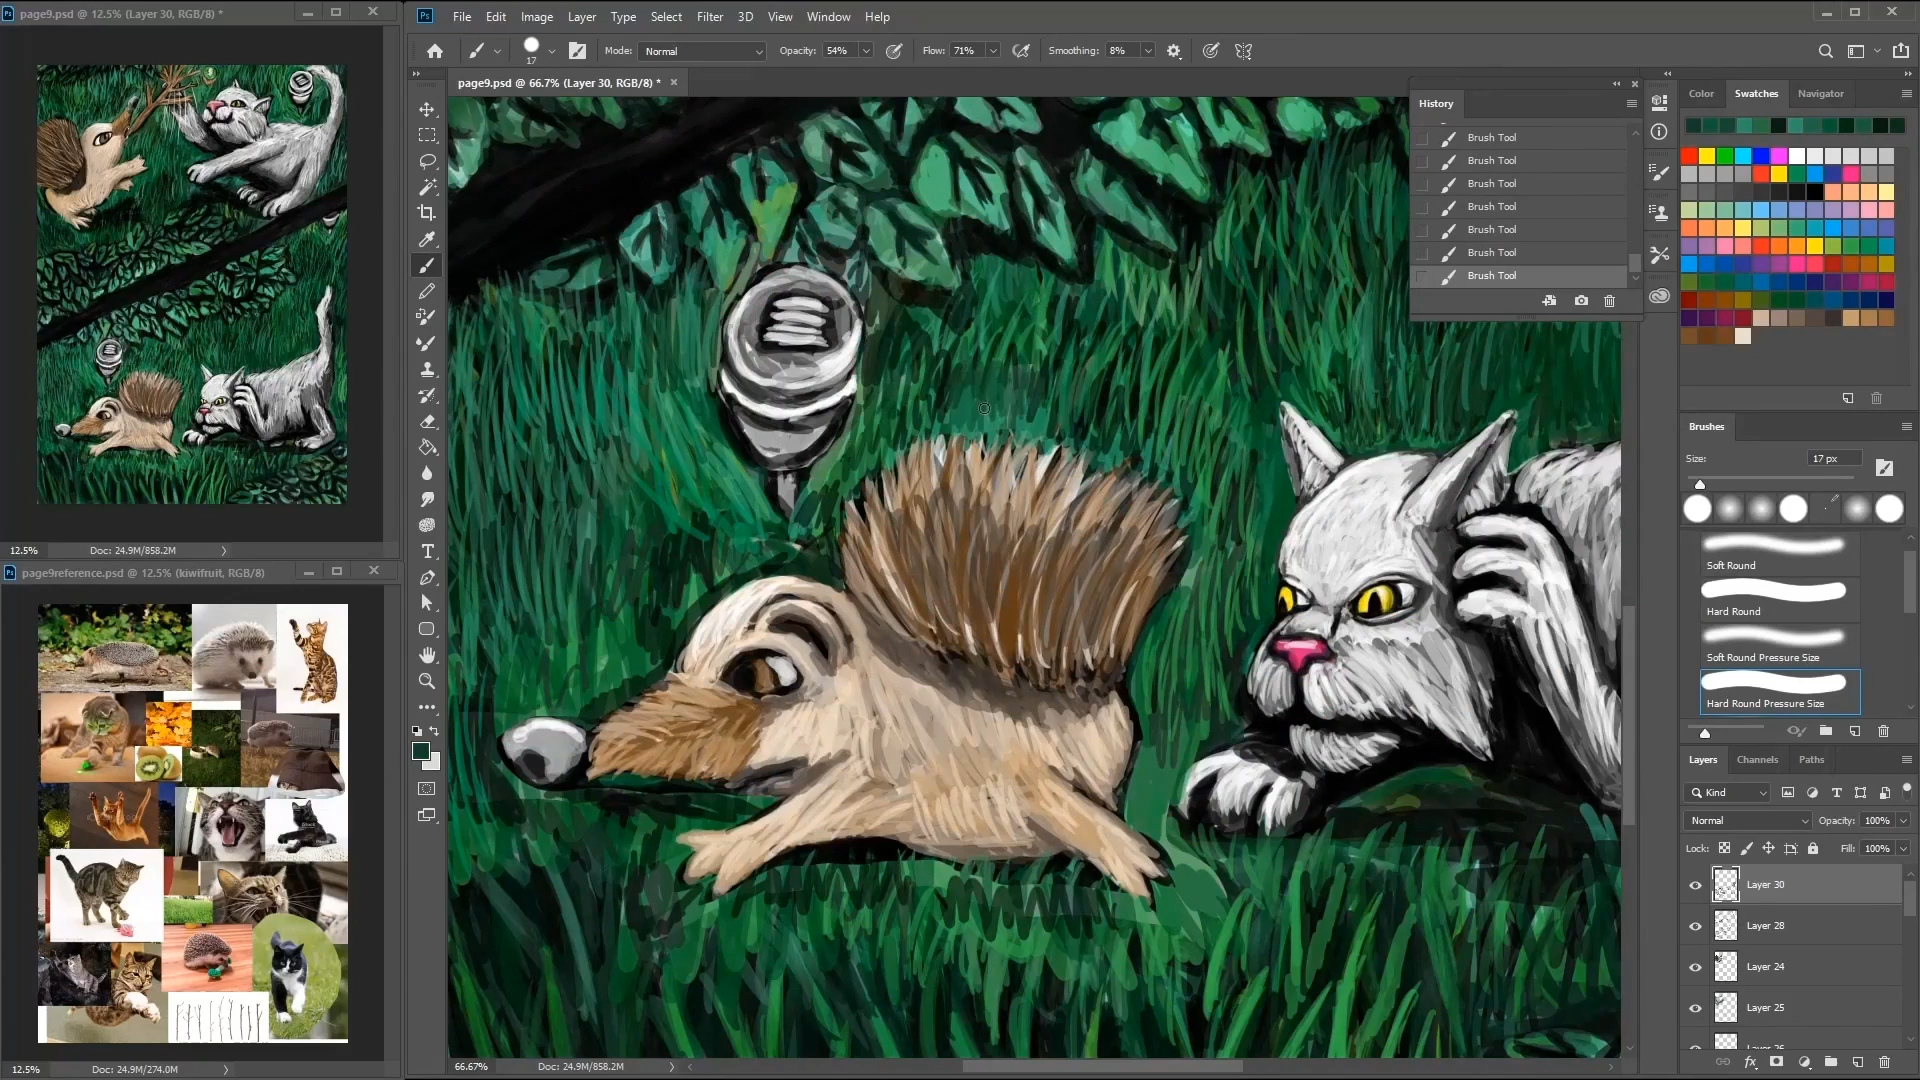 page9.psd @ 12.5% (Layer 30, RGB/8) *
File Edit Image Layer Type Select Filter 3D View Window Help
17
Mode: Normal Opacity: 54% Flow: 71% Smoothing: 8%
page9.psd @ 66.7% (Layer 30, RGB/8) *
History
Brush Tool
Brush Tool
Brush Tool
Brush Tool
Brush Tool
Brush Tool
Brush Tool
Color Swatches Navigator
Brushes
Size: 17 px
Soft Round
Hard Round
Soft Round Pressure Size
Hard Round Pressure Size
Layers Channels Paths
Kind
Normal Opacity: 100%
Lock: Fill: 100%
Layer 30
Layer 28
Layer 24
Layer 25
12.5% Doc: 24.9M/858.2M
page9reference.psd @ 12.5% (kiwifruit, RGB/8)
12.5% Doc: 24.9M/274.0M
66.67% Doc: 24.9M/858.2M